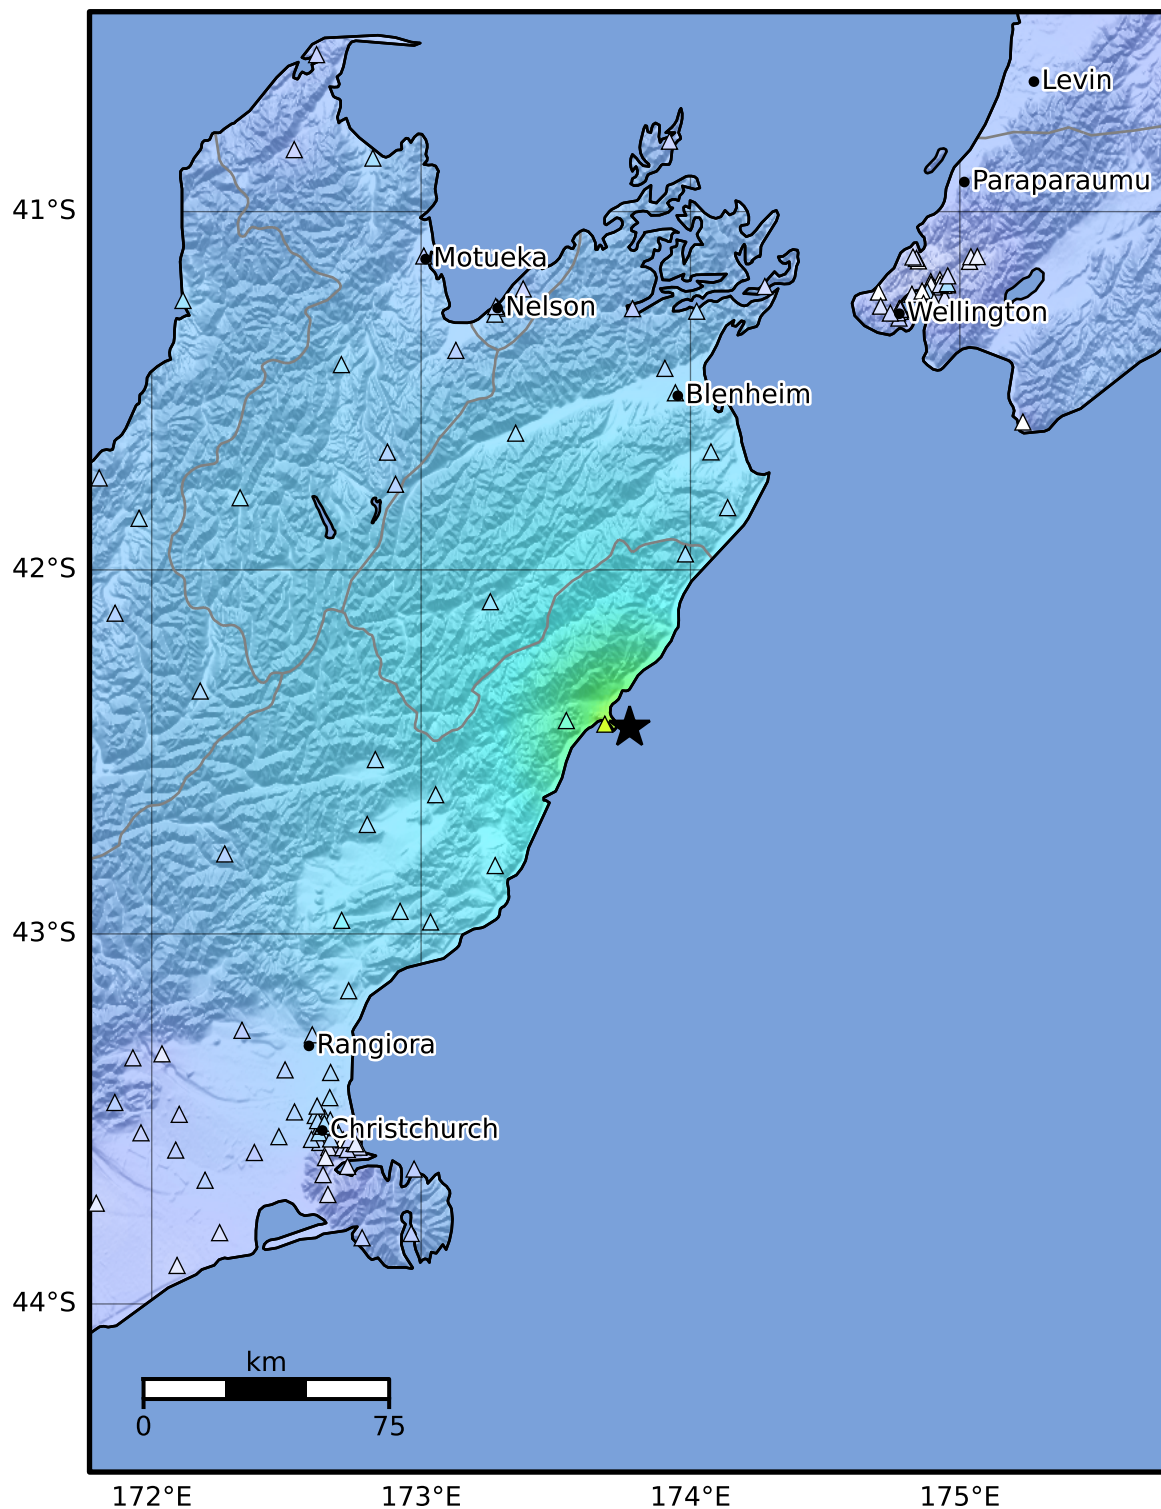 Levin
Paraparaumu
41°S
Motueka
Nelson
Wellington
Blenheim
42°S
43°S
Rangiora
Christchurch
44°S
km
0
75
172°E
173°E
174°E
175°E